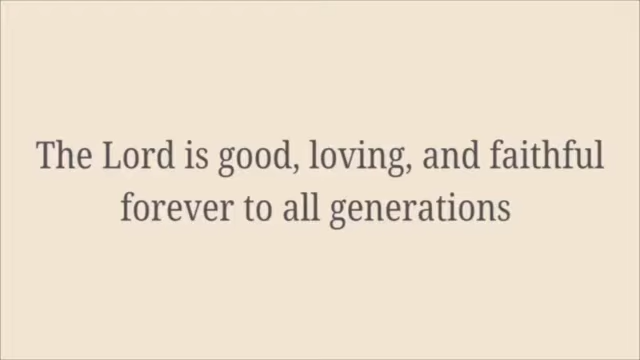 The Lord is good, loving, and faithful
forever to all generations